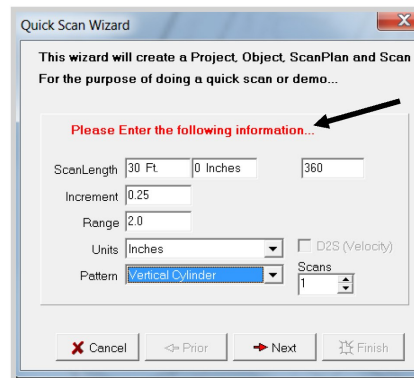 Quick Scan Wizard
This wizard will create a Project, Object, ScanPlan and Scan
For the purpose of doing a quick scan or demo...
Please Enter the following information...
ScanLength 30 Ft. 0 Inches 360
Increment 0.25
Range 2.0
Units Inches D2S (Velocity)
Pattern Vertical Cylinder Scans 1
Cancel Prior Next Finish